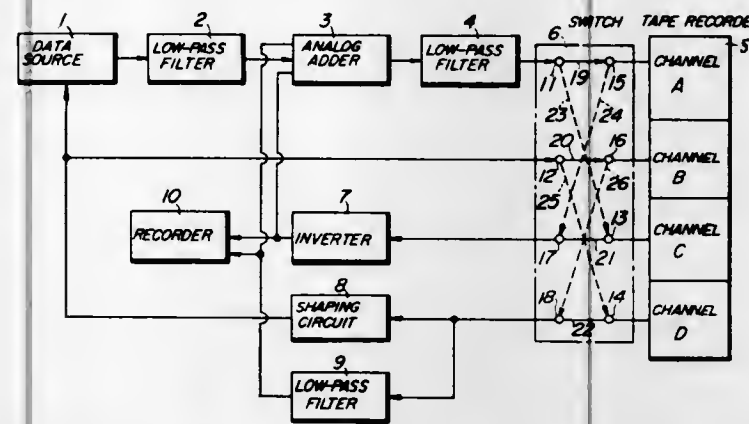 1
DATA
SOURCE
2
LOW-PASS
FILTER
3
ANALOG
ADDER
4
LOW-PASS
FILTER
SWITCH
6
TAPE RECORDER
5
11
19
15
CHANNEL
A
23
24
20
16
12
CHANNEL
B
25
26
10
RECORDER
7
INVERTER
13
17
21
CHANNEL
C
8
SHAPING
CIRCUIT
18
22
14
CHANNEL
D
9
LOW-PASS
FILTER